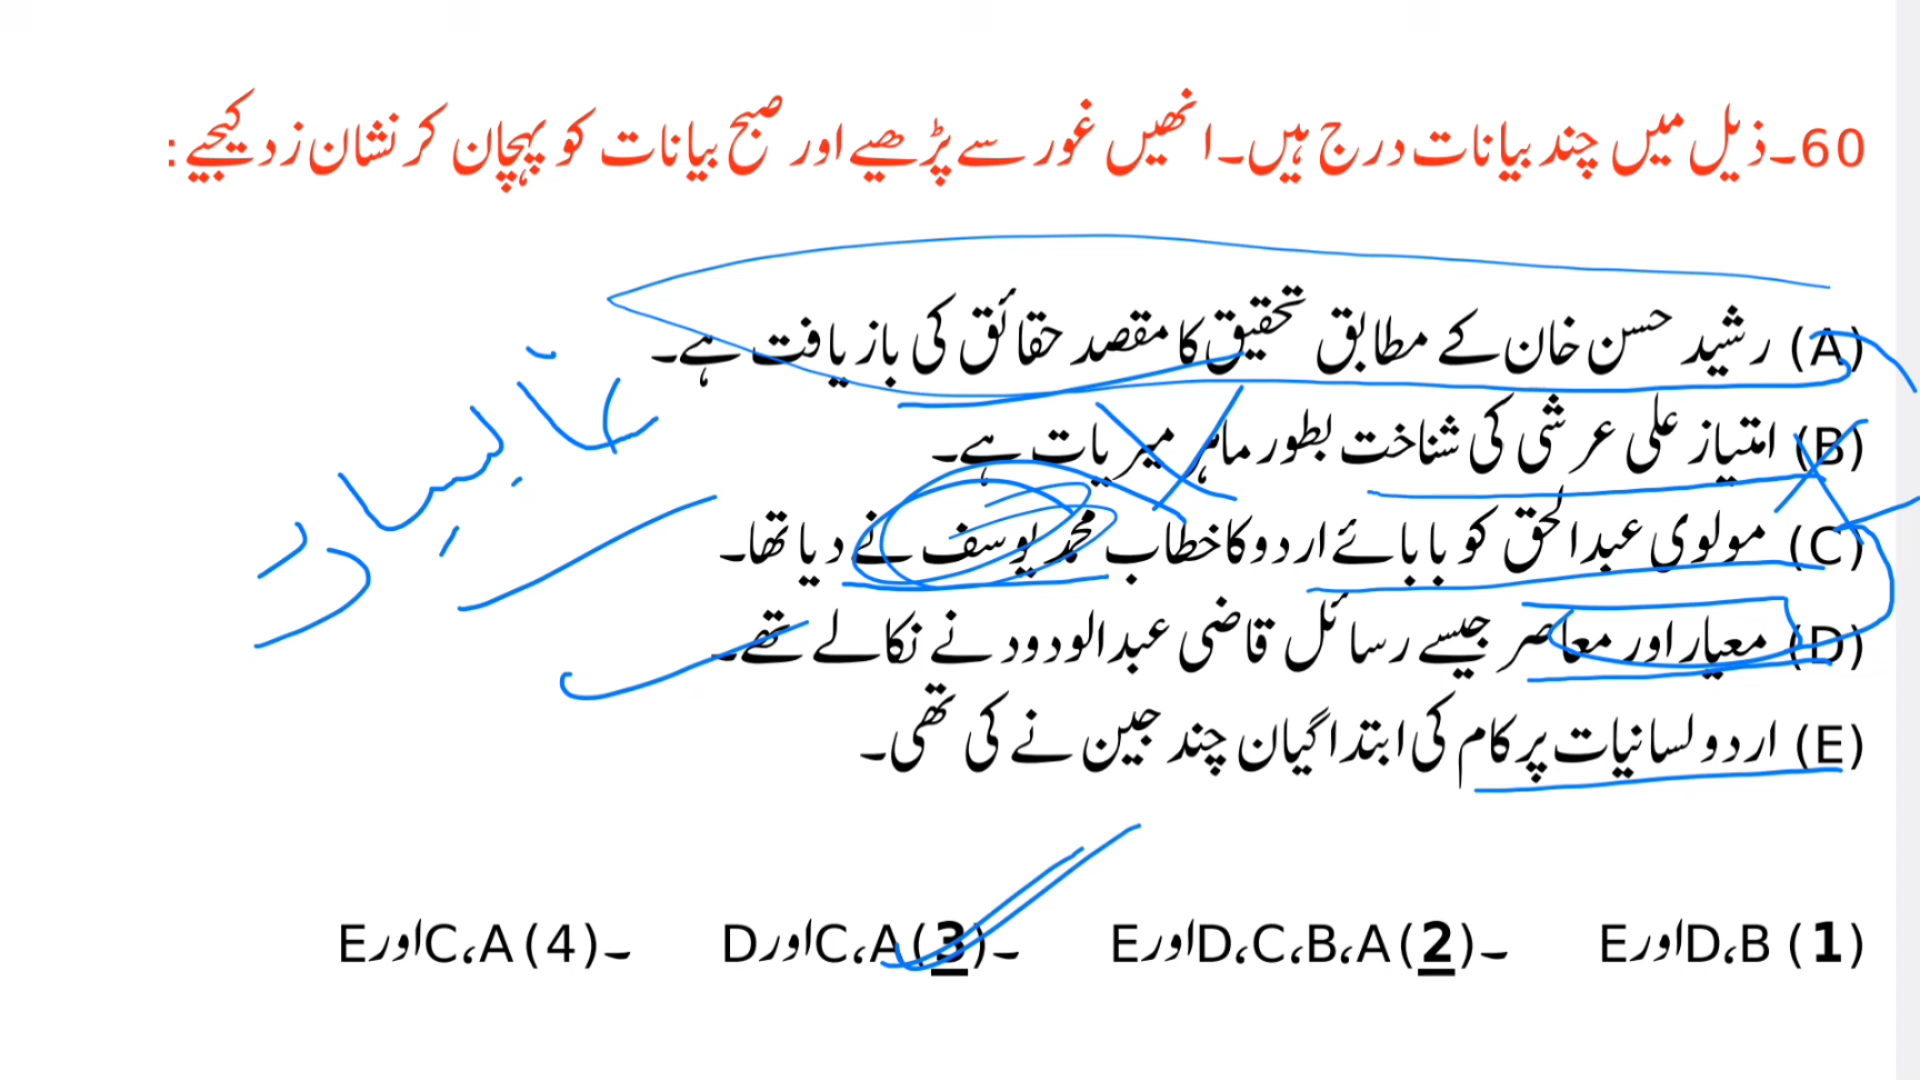 60۔ذیل میں چند بیانات درج ہیں۔انھیں غور سے پڑھیے اور صبح بیانات کو پہچان کر نشان زد کیجیے:
(A) رشید حسن خان کے مطابق تحقیق کا مقصد حقائق کی بازیافت ہے۔
(B) امتیاز علی عرشی کی شناخت بطور ماہر میریات ہے۔
(C) مولوی عبدالحق کو بابائے اردو کا خطاب محمد یوسف نے دیا تھا۔
(D) معیار اور معاصر جیسے رسائل قاضی عبدالودود نے نکالے تھے۔
(E) اردو لسانیات پر کام کی ابتدا گیان چند جین نے کی تھی۔
(1) D،B اور E ۔(2) D،C،B،A اور E ۔(3) C،A اور D ۔(4) C،A اور E